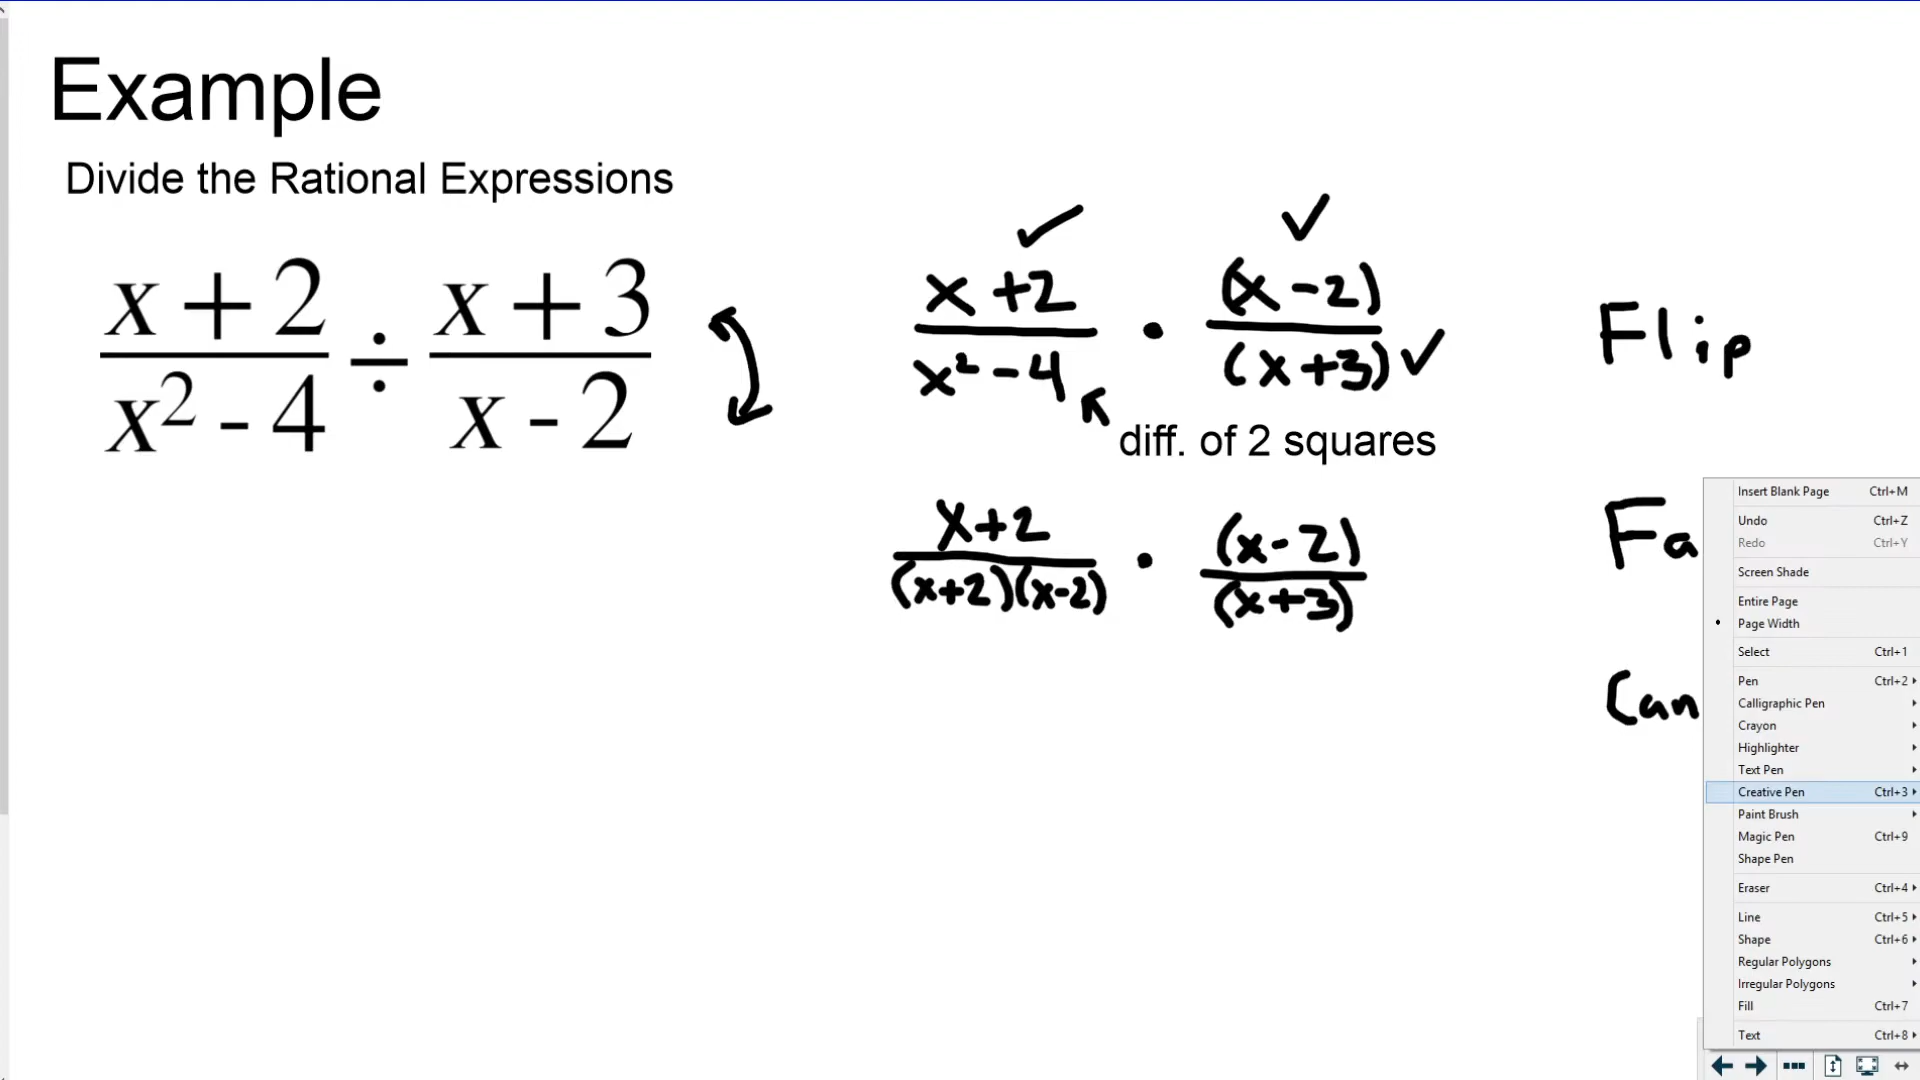 Example
Divide the Rational Expressions
x + 2 / x² - 4 ÷ x + 3 / x - 2
x + 2 / x² - 4 · (x - 2) / (x + 3)
diff. of 2 squares
x + 2 / (x + 2)(x - 2) · (x - 2) / (x + 3)
Flip
Fa
Can
Insert Blank Page Ctrl+M
Undo Ctrl+Z
Redo Ctrl+Y
Screen Shade
Entire Page
Page Width
Select Ctrl+1
Pen Ctrl+2
Calligraphic Pen
Crayon
Highlighter
Text Pen
Creative Pen Ctrl+3
Paint Brush
Magic Pen Ctrl+9
Shape Pen
Eraser Ctrl+4
Line Ctrl+5
Shape Ctrl+6
Regular Polygons
Irregular Polygons
Fill Ctrl+7
Text Ctrl+8